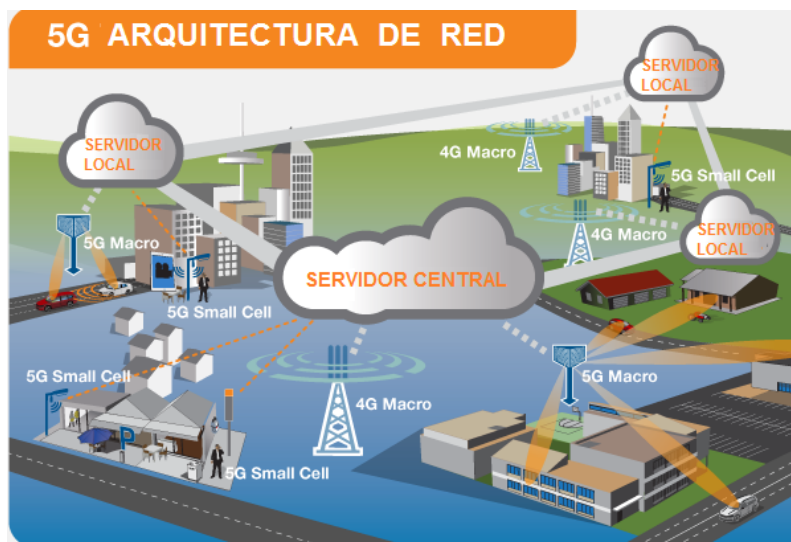 5G ARQUITECTURA DE RED
SERVIDOR
LOCAL
SERVIDOR
LOCAL
4G Macro
5G Small Cell
5G Macro
4G Macro
SERVIDOR
LOCAL
SERVIDOR CENTRAL
5G Small Cell
5G Small Cell
4G Macro
5G Macro
5G Small Cell